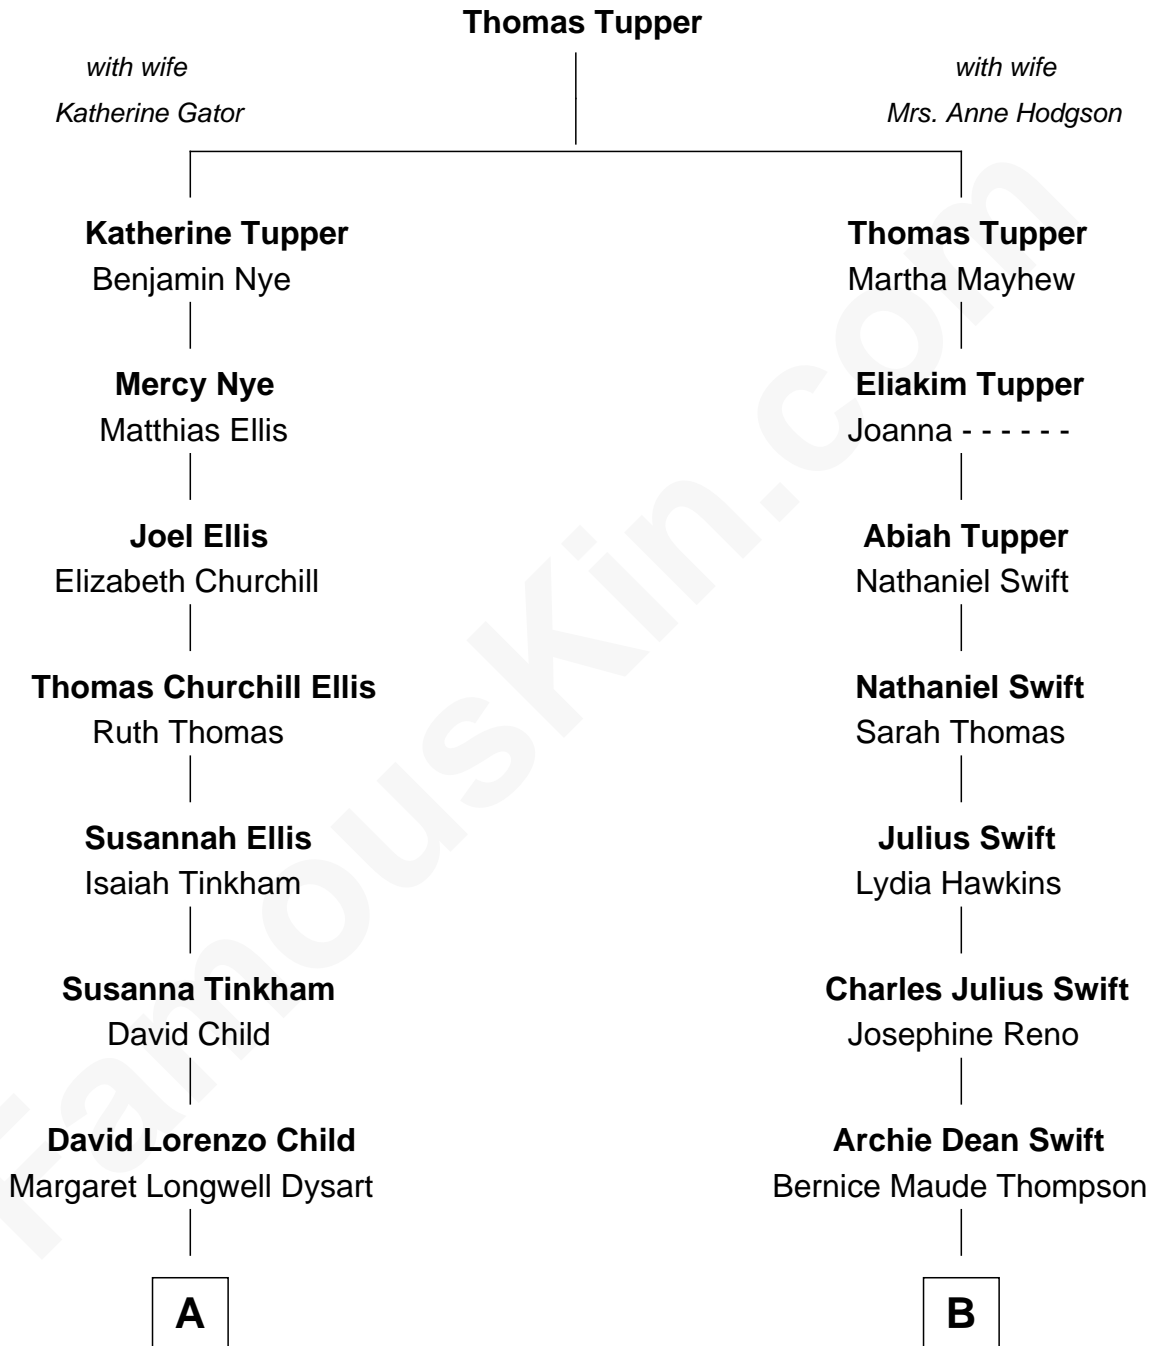 Thomas Tupper
with wife
Katherine Gator
with wife
Mrs. Anne Hodgson
Katherine Tupper
Benjamin Nye
Thomas Tupper
Martha Mayhew
Mercy Nye
Matthias Ellis
Eliakim Tupper
Joanna - - - - - -
Joel Ellis
Elizabeth Churchill
Abiah Tupper
Nathaniel Swift
Thomas Churchill Ellis
Ruth Thomas
Nathaniel Swift
Sarah Thomas
Susannah Ellis
Isaiah Tinkham
Julius Swift
Lydia Hawkins
Susanna Tinkham
David Child
Charles Julius Swift
Josephine Reno
David Lorenzo Child
Margaret Longwell Dysart
Archie Dean Swift
Bernice Maude Thompson
A
B
FamousKin.com